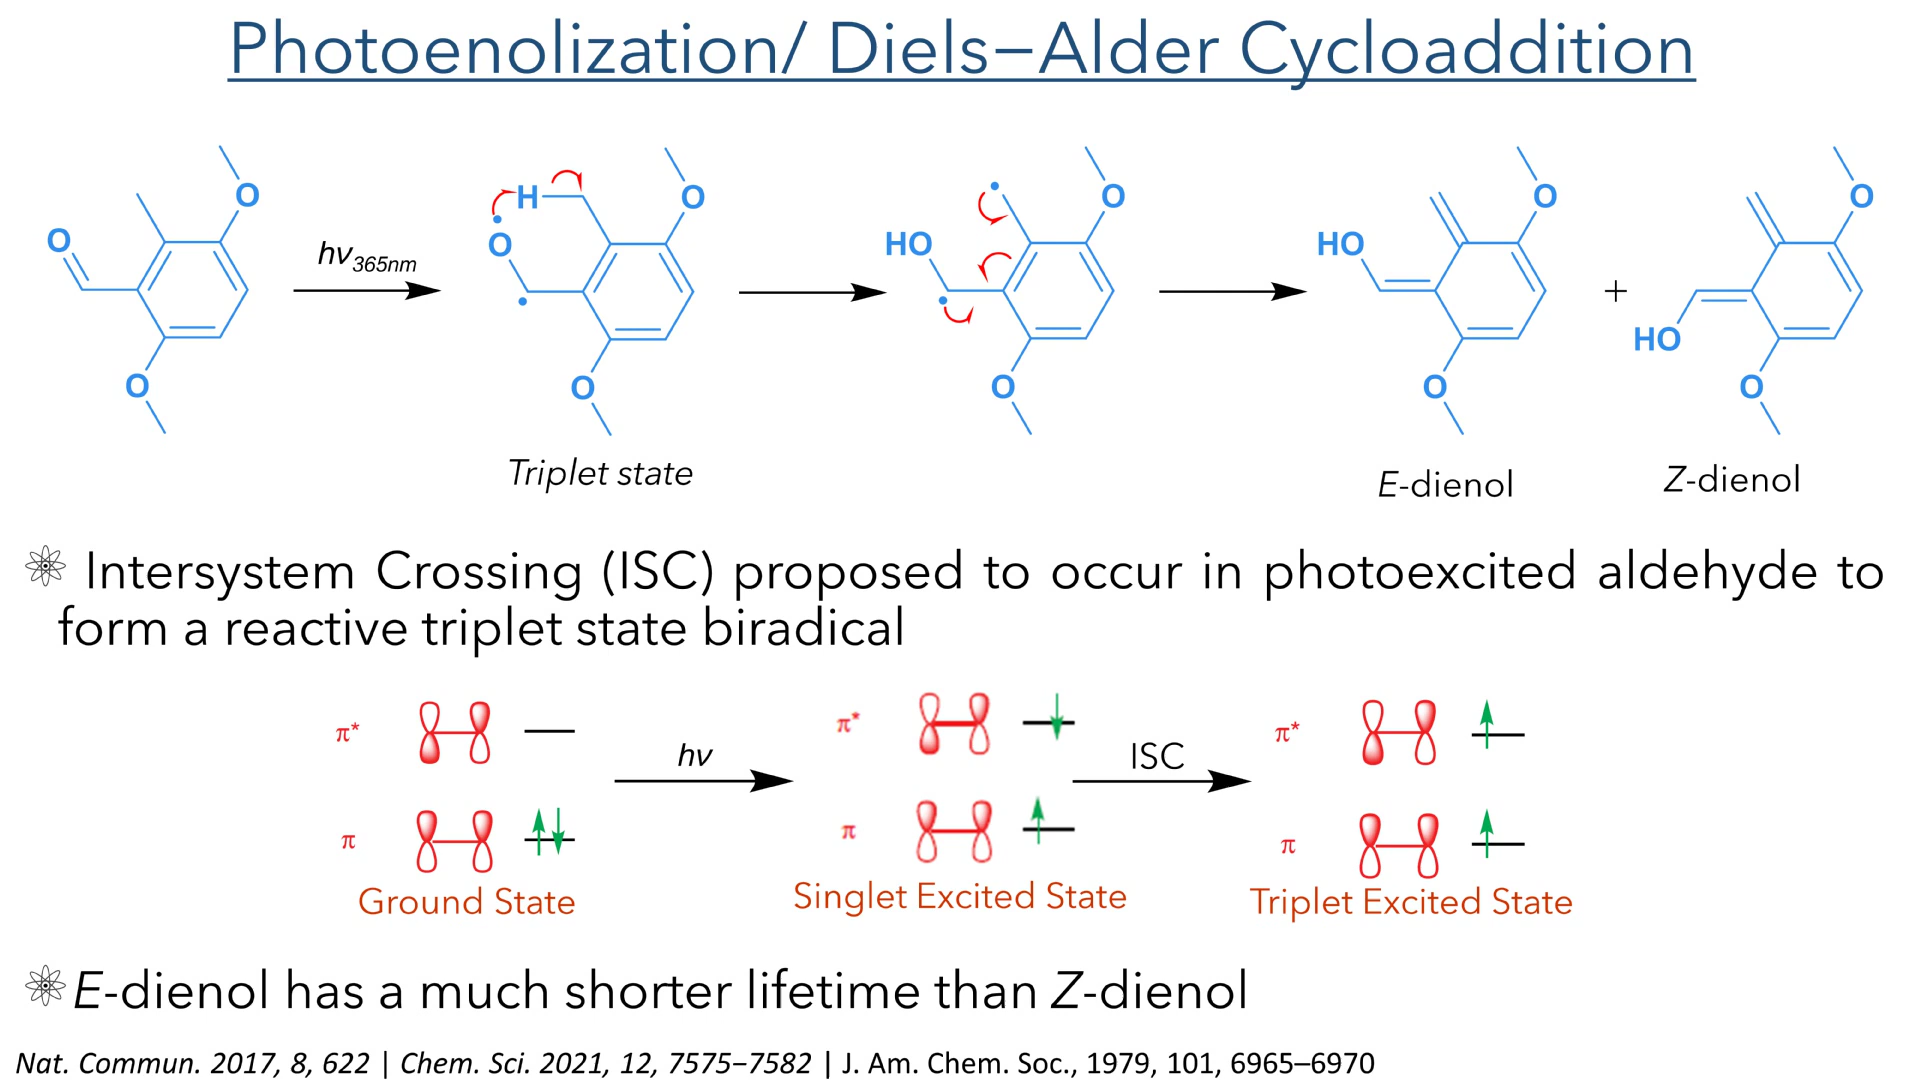 Photoenolization/ Diels–Alder Cycloaddition
O
O
O
hν365nm
H
O
O
O
HO
O
O
HO
O
O
+
HO
O
O
Triplet state
E-dienol
Z-dienol
Intersystem Crossing (ISC) proposed to occur in photoexcited aldehyde to
form a reactive triplet state biradical
π*
hν
π*
ISC
π*
π
π
π
Ground State
Singlet Excited State
Triplet Excited State
E-dienol has a much shorter lifetime than Z-dienol
Nat. Commun. 2017, 8, 622 | Chem. Sci. 2021, 12, 7575–7582 | J. Am. Chem. Soc., 1979, 101, 6965–6970